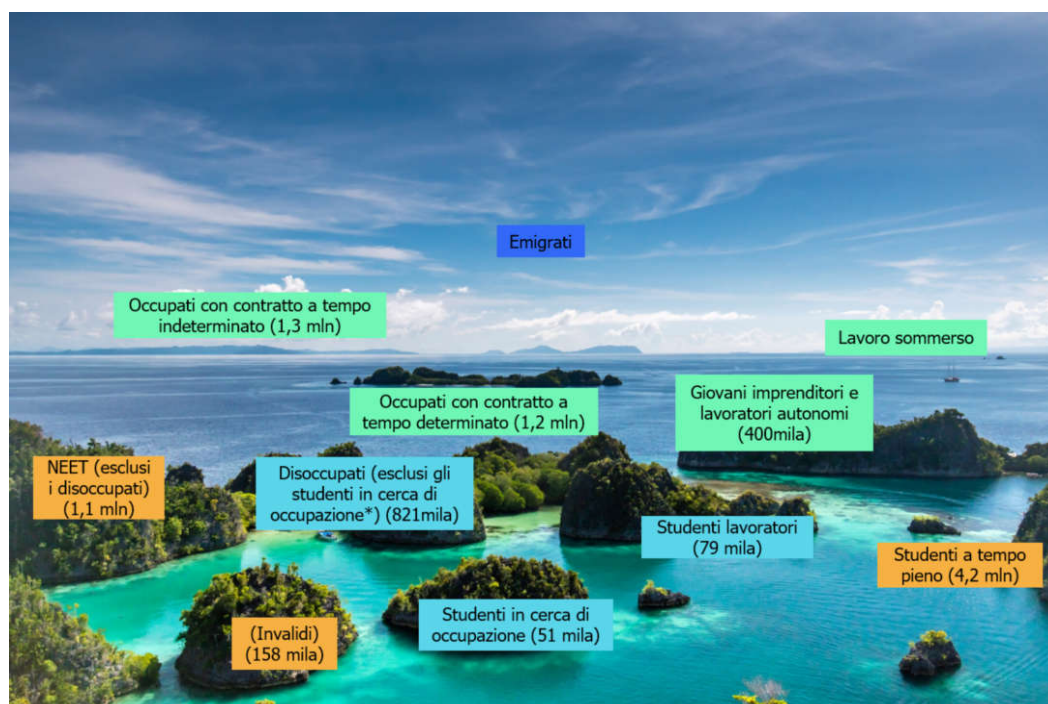 Emigrati
Occupati con contratto a tempo
indeterminato (1,3 mln)
Lavoro sommerso
Occupati con contratto a
tempo determinato (1,2 mln)
Giovani imprenditori e
lavoratori autonomi
(400mila)
NEET (esclusi
i disoccupati)
(1,1 mln)
Disoccupati (esclusi gli
studenti in cerca di
occupazione*) (821mila)
Studenti lavoratori
(79 mila)
Studenti a tempo
pieno (4,2 mln)
(Invalidi)
(158 mila)
Studenti in cerca di
occupazione (51 mila)